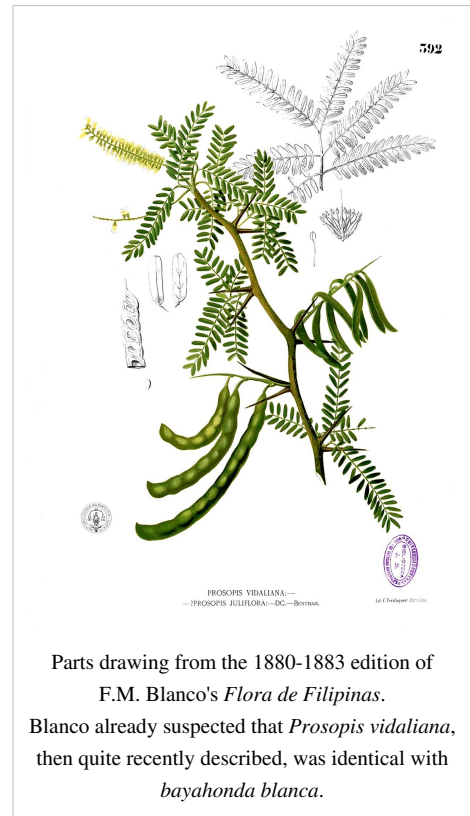 392
PROSOPIS VIDALIANA:—
—?PROSOPIS JULIFLORA:—DC.—BENTHAM.
Parts drawing from the 1880-1883 edition of
F.M. Blanco's Flora de Filipinas.
Blanco already suspected that Prosopis vidaliana,
then quite recently described, was identical with
bayahonda blanca.